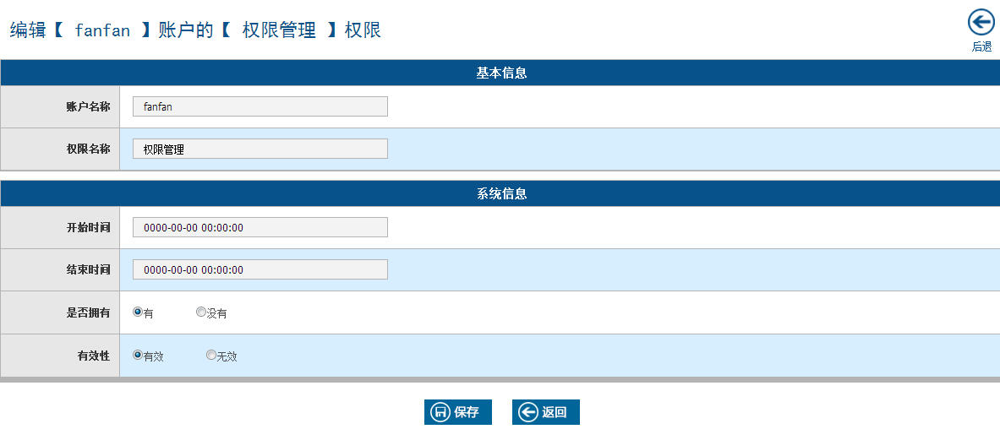 编辑【 fanfan 】账户的【 权限管理 】权限
后退
基本信息
账户名称 fanfan
权限名称 权限管理
系统信息
开始时间 0000-00-00 00:00:00
结束时间 0000-00-00 00:00:00
是否拥有 有 没有
有效性 有效 无效
保存 返回